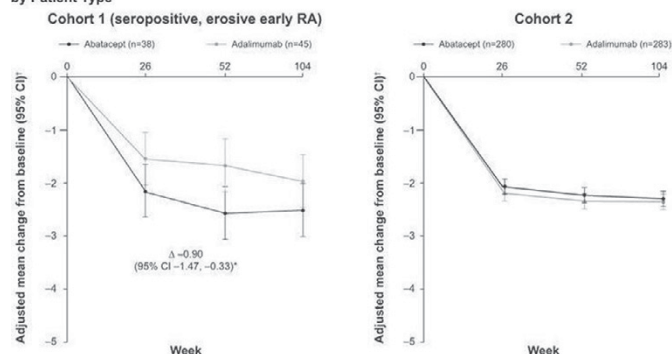 by Patient Type
Cohort 1 (seropositive, erosive early RA)
Abatacept (n=38) Adalimumab (n=45)
0 26 52 104
Adjusted mean change from baseline (95% CI)†
0
–1
–2
–3
–4
–5
Δ –0.90
(95% CI –1.47, –0.33)*
Week
Cohort 2
Abatacept (n=280) Adalimumab (n=283)
0 26 52 104
Adjusted mean change from baseline (95% CI)†
0
–1
–2
–3
–4
–5
Week